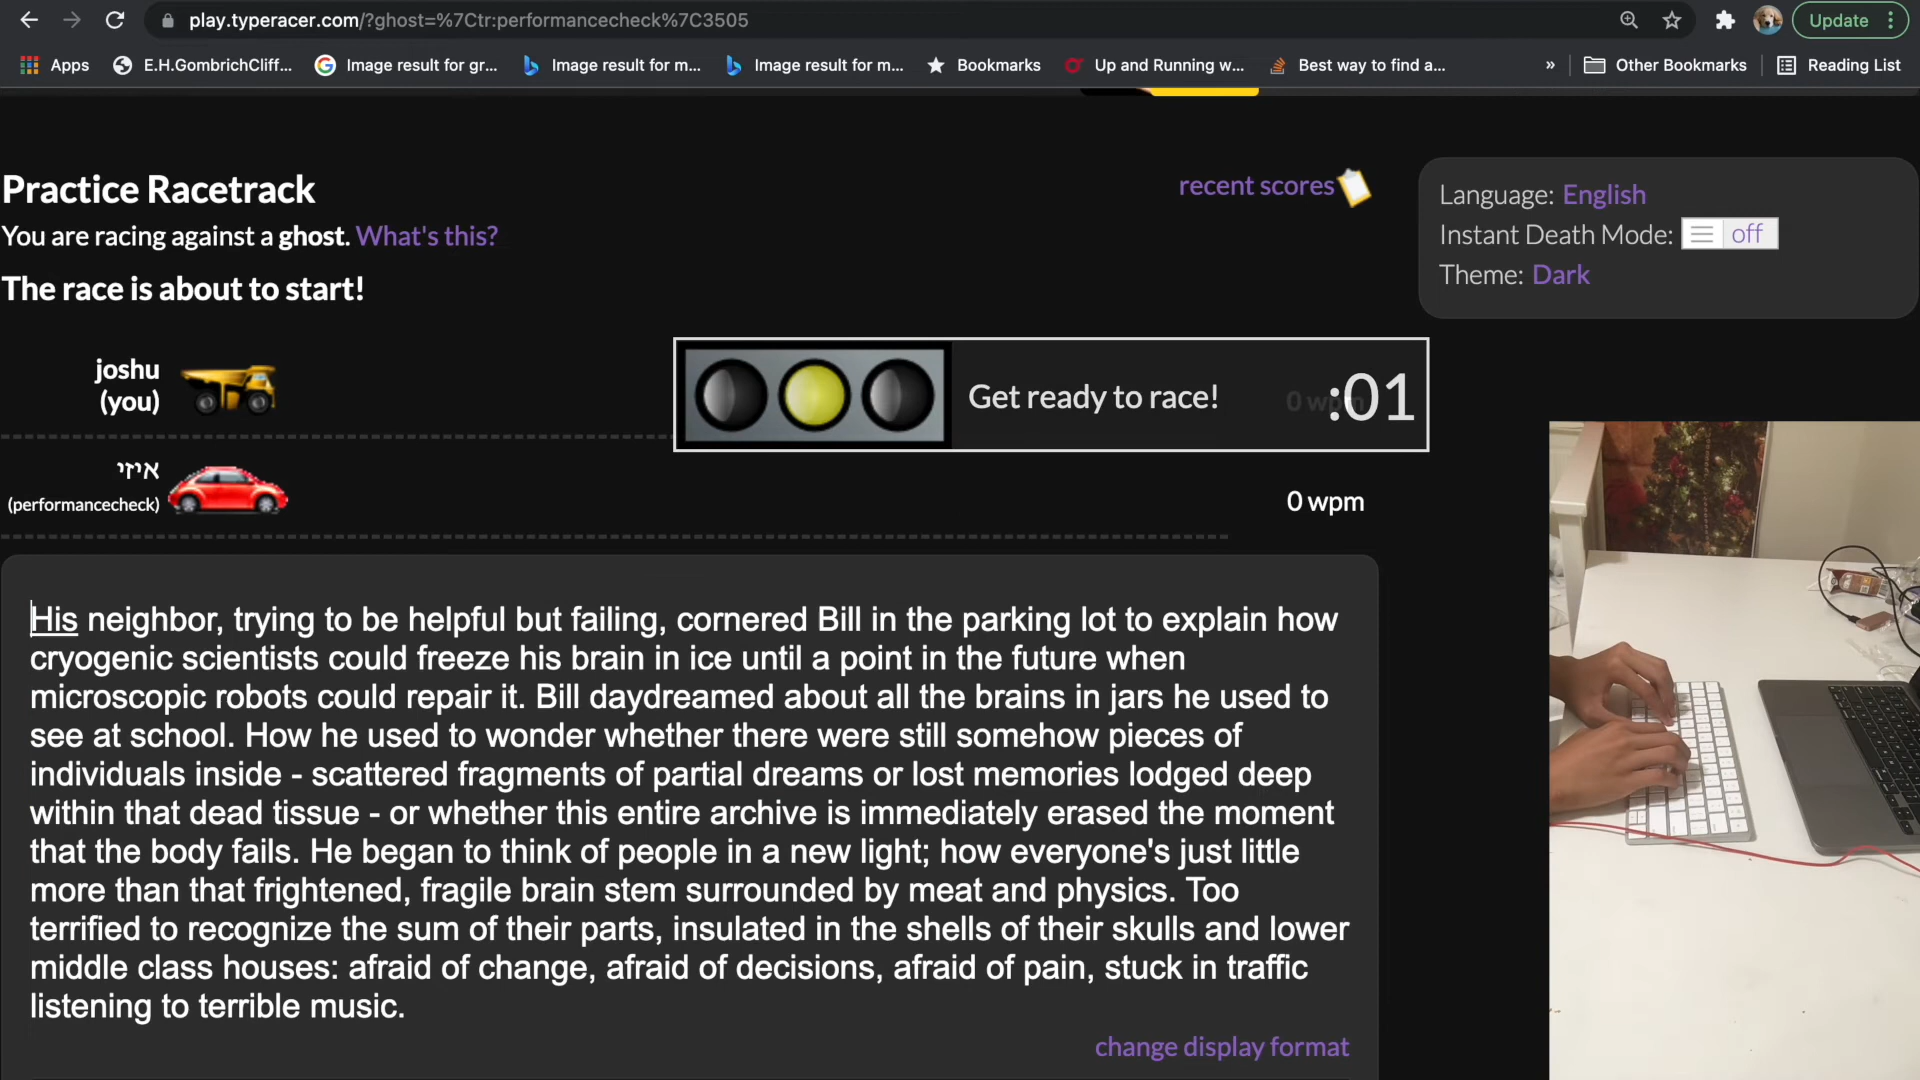 play.typeracer.com/?ghost=%7Ctr:performancecheck%7C3505
Update
Apps
E.H.GombrichCliff...
Image result for gr...
Image result for m...
Image result for m...
Bookmarks
Up and Running w...
Best way to find a...
»
Other Bookmarks
Reading List
Practice Racetrack
recent scores
You are racing against a ghost. What's this?
The race is about to start!
Language: English
Instant Death Mode: off
Theme: Dark
joshu
(you)
Get ready to race!
0 wpm
:01
איזי
(performancecheck)
0 wpm
His neighbor, trying to be helpful but failing, cornered Bill in the parking lot to explain how
cryogenic scientists could freeze his brain in ice until a point in the future when
microscopic robots could repair it. Bill daydreamed about all the brains in jars he used to
see at school. How he used to wonder whether there were still somehow pieces of
individuals inside - scattered fragments of partial dreams or lost memories lodged deep
within that dead tissue - or whether this entire archive is immediately erased the moment
that the body fails. He began to think of people in a new light; how everyone's just little
more than that frightened, fragile brain stem surrounded by meat and physics. Too
terrified to recognize the sum of their parts, insulated in the shells of their skulls and lower
middle class houses: afraid of change, afraid of decisions, afraid of pain, stuck in traffic
listening to terrible music.
change display format